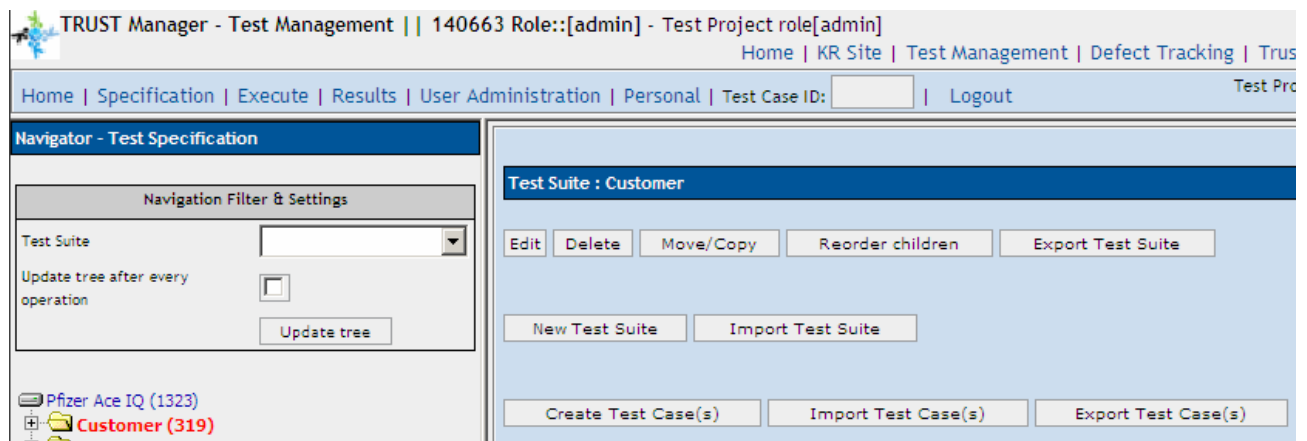 TRUST Manager - Test Management || 140663 Role::[admin] - Test Project role[admin]
Home | KR Site | Test Management | Defect Tracking | Trus
Home | Specification | Execute | Results | User Administration | Personal | Test Case ID: | Logout
Test Pro
Navigator - Test Specification
Navigation Filter & Settings
Test Suite
Update tree after every
operation
Update tree
Pfizer Ace IQ (1323)
Customer (319)
Test Suite : Customer
Edit Delete Move/Copy Reorder children Export Test Suite
New Test Suite Import Test Suite
Create Test Case(s) Import Test Case(s) Export Test Case(s)